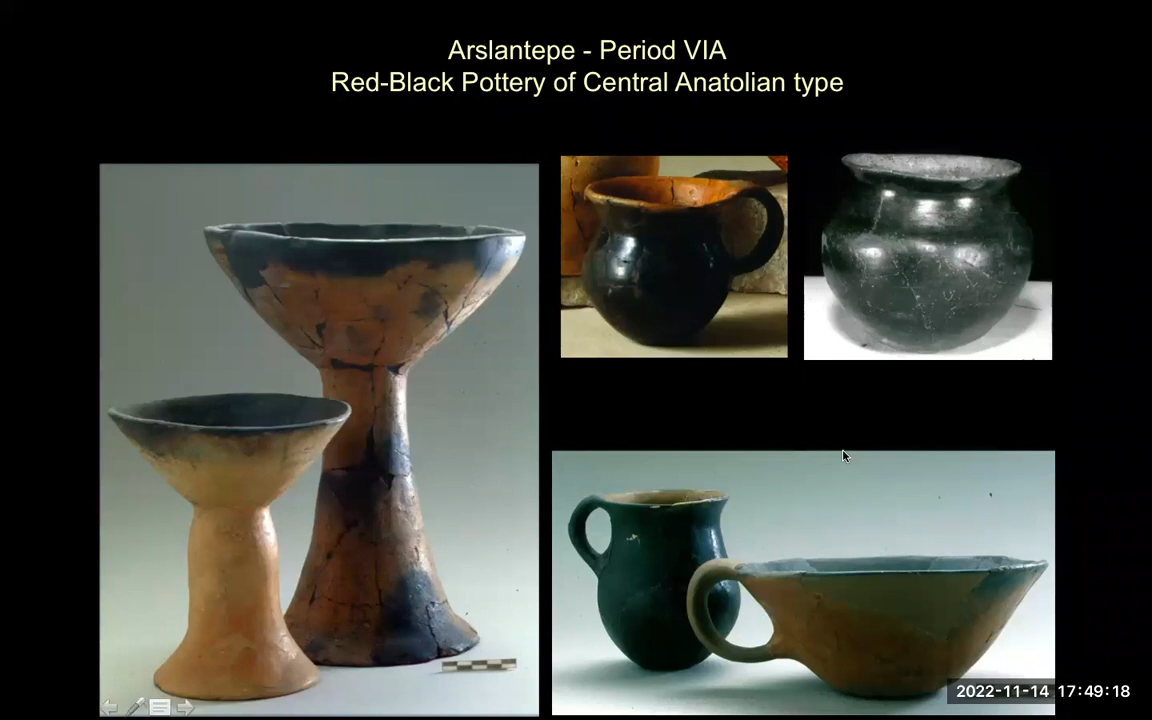 Arslantepe - Period VIA
Red-Black Pottery of Central Anatolian type
2022-11-14 17:49:18